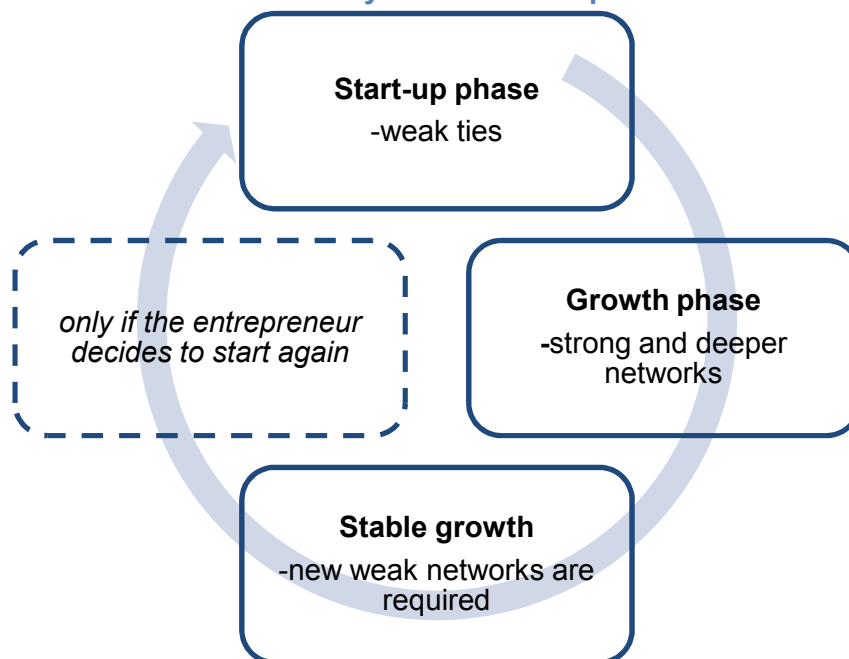 Start-up phase
-weak ties
Growth phase
-strong and deeper
networks
only if the entrepreneur
decides to start again
Stable growth
-new weak networks are
required